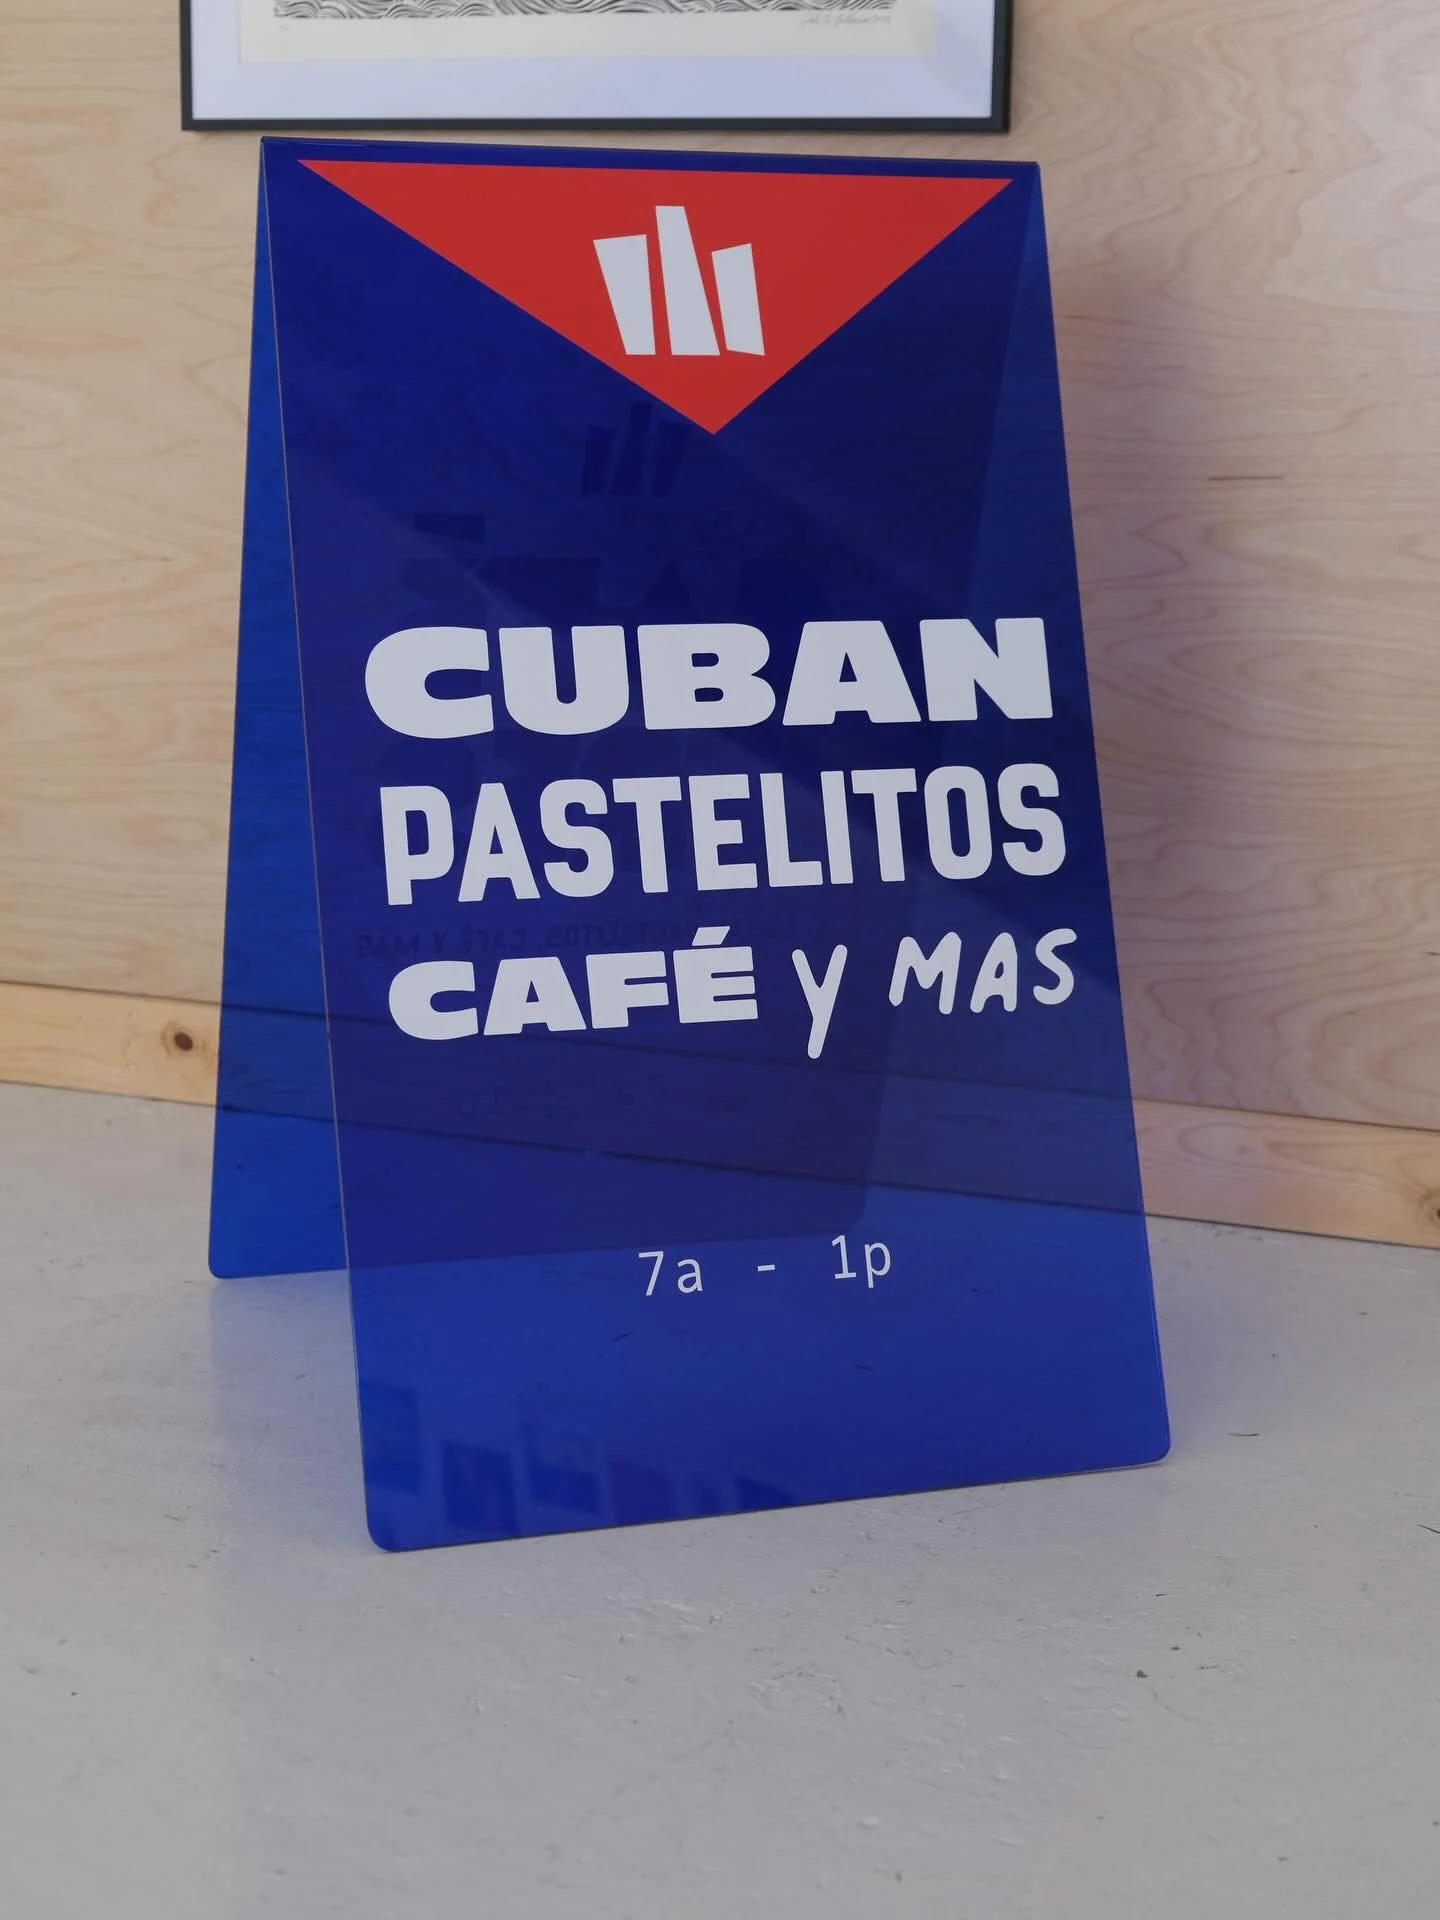 CUBAN
PASTELITOS
CAFÉ y MAS
7a - 1p